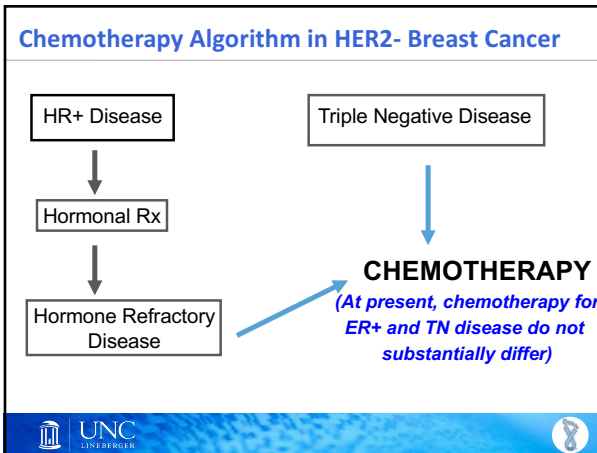 Chemotherapy Algorithm in HER2- Breast Cancer
HR+ Disease
Hormonal Rx
Hormone Refractory
Disease
Triple Negative Disease
CHEMOTHERAPY
(At present, chemotherapy for
ER+ and TN disease do not
substantially differ)
UNC
LINEBERGER